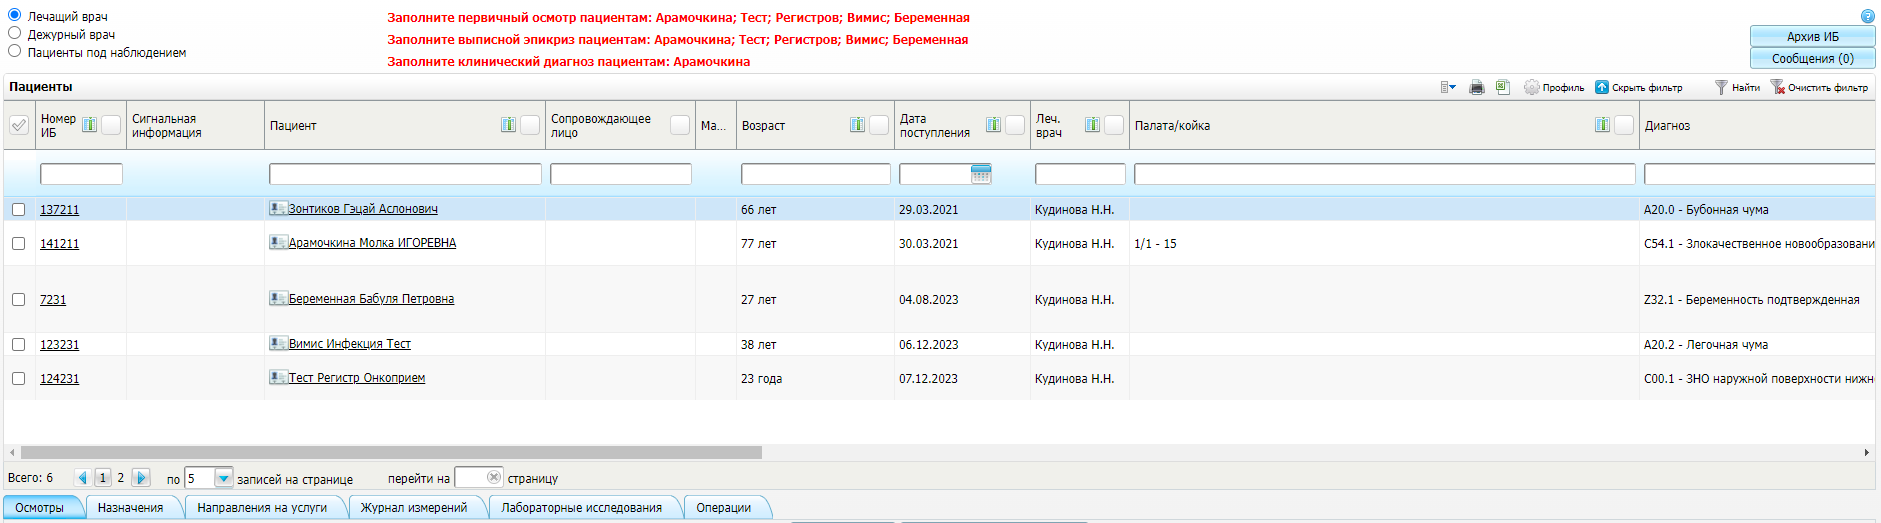 Лечащий врач
Дежурный врач
Пациенты под наблюдением
Заполните первичный осмотр пациентам: Арамочкина; Тест; Регистров; Вимис; Беременная
Заполните выписной эпикриз пациентам: Арамочкина; Тест; Регистров; Вимис; Беременная
Заполните клинический диагноз пациентам: Арамочкина
?
Архив ИБ
Сообщения (0)
Пациенты
Профиль Скрыть фильтр Найти Очистить фильтр
Номер ИБ Сигнальная информация Пациент Сопровождающее лицо Ма... Возраст Дата поступления Леч. врач Палата/койка Диагноз
137211 Зонтиков Гэцай Аслонович 66 лет 29.03.2021 Кудинова Н.Н. A20.0 - Бубонная чума
141211 Арамочкина Молка ИГОРЕВНА 77 лет 30.03.2021 Кудинова Н.Н. 1/1 - 15 C54.1 - Злокачественное новообразовани
7231 Беременная Бабуля Петровна 27 лет 04.08.2023 Кудинова Н.Н. Z32.1 - Беременность подтвержденная
123231 Вимис Инфекция Тест 38 лет 06.12.2023 Кудинова Н.Н. A20.2 - Легочная чума
124231 Тест Регистр Онкоприем 23 года 07.12.2023 Кудинова Н.Н. C00.1 - ЗНО наружной поверхности нижн
Всего: 6 1 2 по 5 записей на странице перейти на страницу
Осмотры Назначения Направления на услуги Журнал измерений Лабораторные исследования Операции